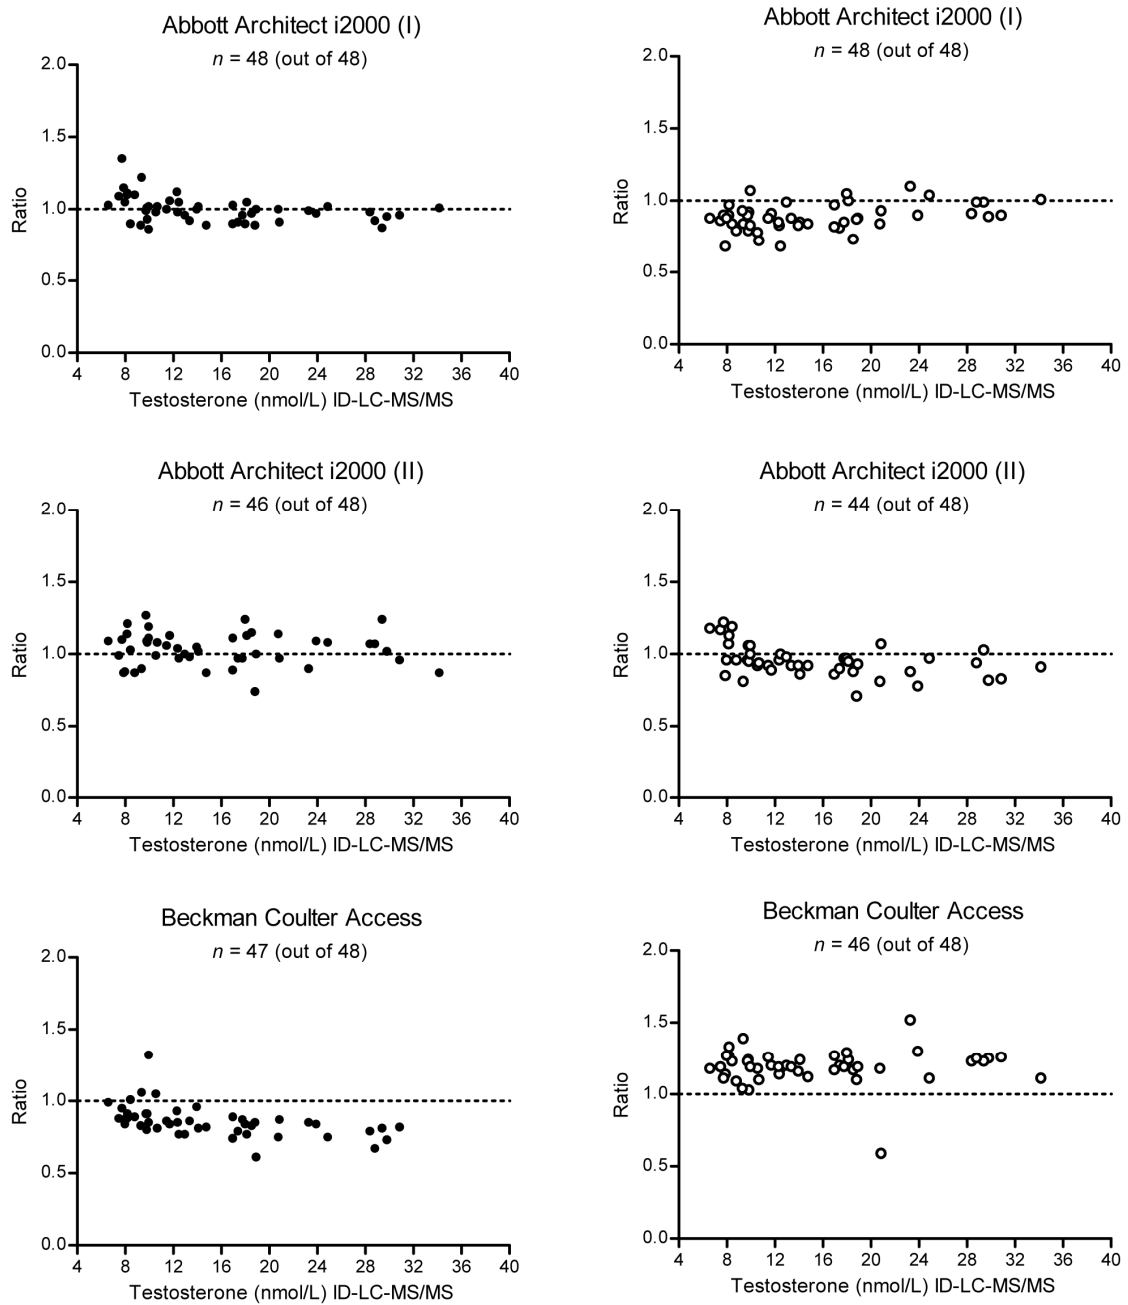 Abbott Architect i2000 (I)
n = 48 (out of 48)
2.0
1.5
1.0
0.5
0.0
Ratio
4 8 12 16 20 24 28 32 36 40
Testosterone (nmol/L) ID-LC-MS/MS
Abbott Architect i2000 (I)
n = 48 (out of 48)
2.0
1.5
1.0
0.5
0.0
Ratio
4 8 12 16 20 24 28 32 36 40
Testosterone (nmol/L) ID-LC-MS/MS
Abbott Architect i2000 (II)
n = 46 (out of 48)
2.0
1.5
1.0
0.5
0.0
Ratio
4 8 12 16 20 24 28 32 36 40
Testosterone (nmol/L) ID-LC-MS/MS
Abbott Architect i2000 (II)
n = 44 (out of 48)
2.0
1.5
1.0
0.5
0.0
Ratio
4 8 12 16 20 24 28 32 36 40
Testosterone (nmol/L) ID-LC-MS/MS
Beckman Coulter Access
n = 47 (out of 48)
2.0
1.5
1.0
0.5
0.0
Ratio
4 8 12 16 20 24 28 32 36 40
Testosterone (nmol/L) ID-LC-MS/MS
Beckman Coulter Access
n = 46 (out of 48)
2.0
1.5
1.0
0.5
0.0
Ratio
4 8 12 16 20 24 28 32 36 40
Testosterone (nmol/L) ID-LC-MS/MS